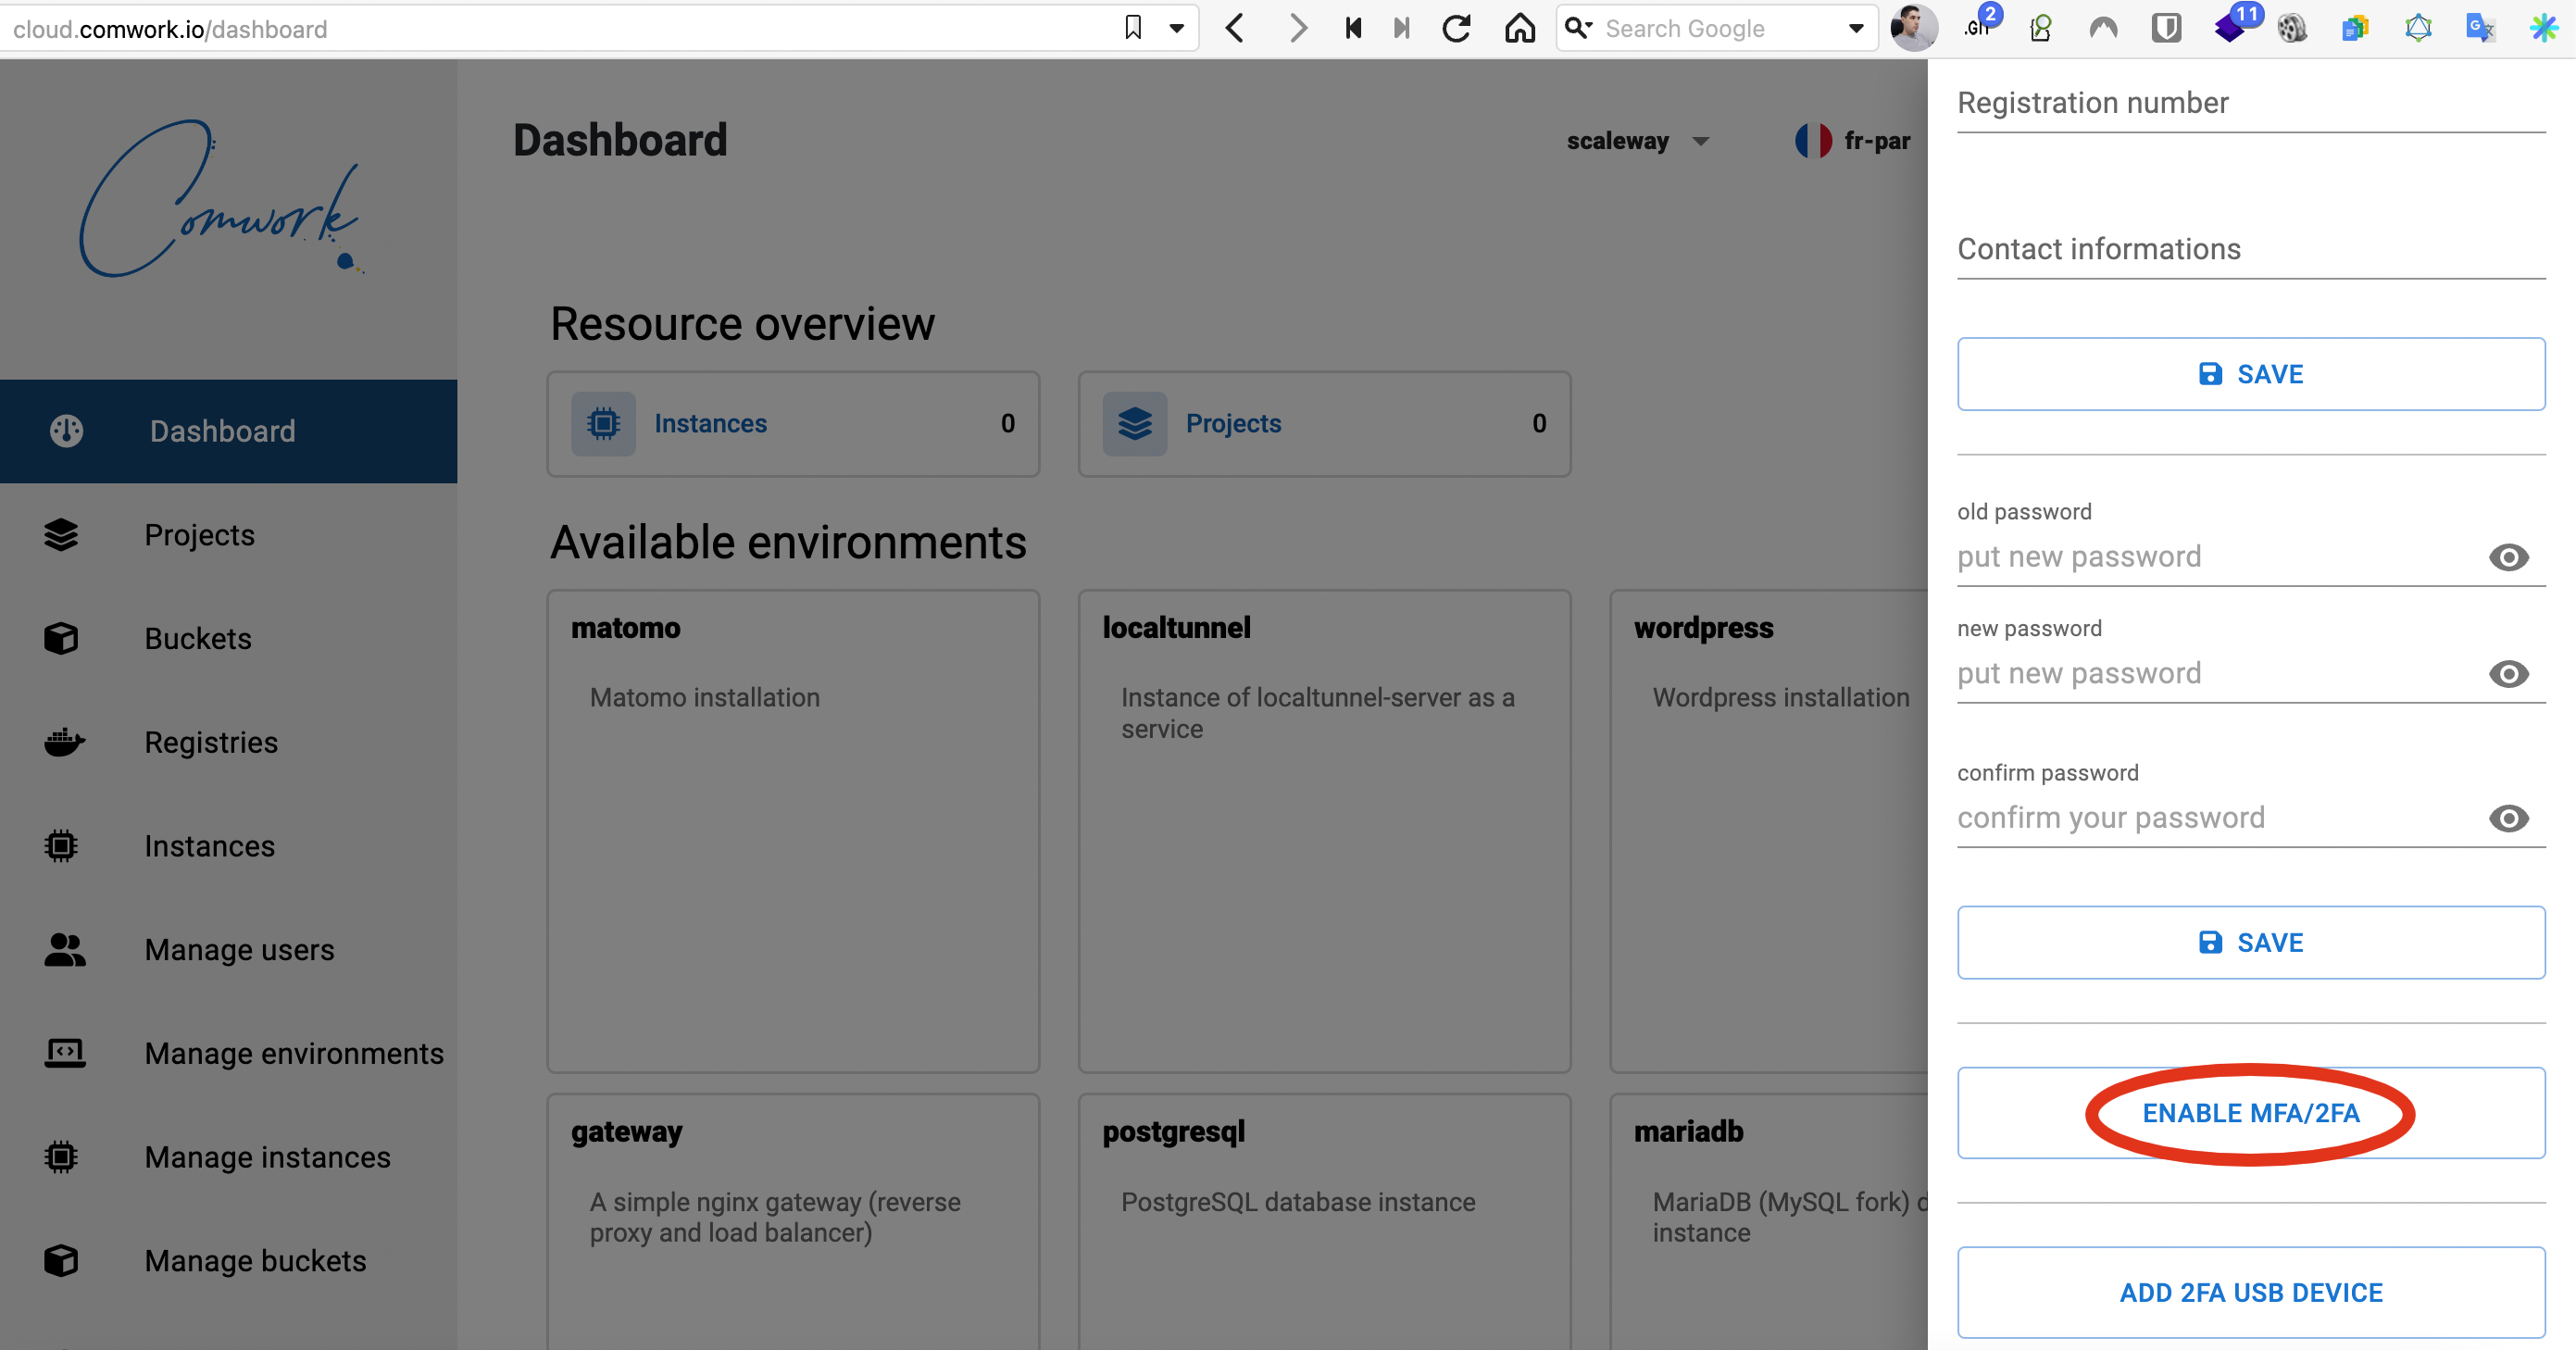 cloud.comwork.io/dashboard
Search Google
.GIT
2
11
G
Comwork
Dashboard
Projects
Buckets
Registries
Instances
Manage users
Manage environments
Manage instances
Manage buckets
Dashboard
scaleway
fr-par
Resource overview
Instances
0
Projects
0
Available environments
matomo
Matomo installation
localtunnel
Instance of localtunnel-server as a
service
wordpress
Wordpress installation
gateway
A simple nginx gateway (reverse
proxy and load balancer)
postgresql
PostgreSQL database instance
mariadb
MariaDB (MySQL fork) d
instance
Registration number
Contact informations
SAVE
old password
put new password
new password
put new password
confirm password
confirm your password
SAVE
ENABLE MFA/2FA
ADD 2FA USB DEVICE